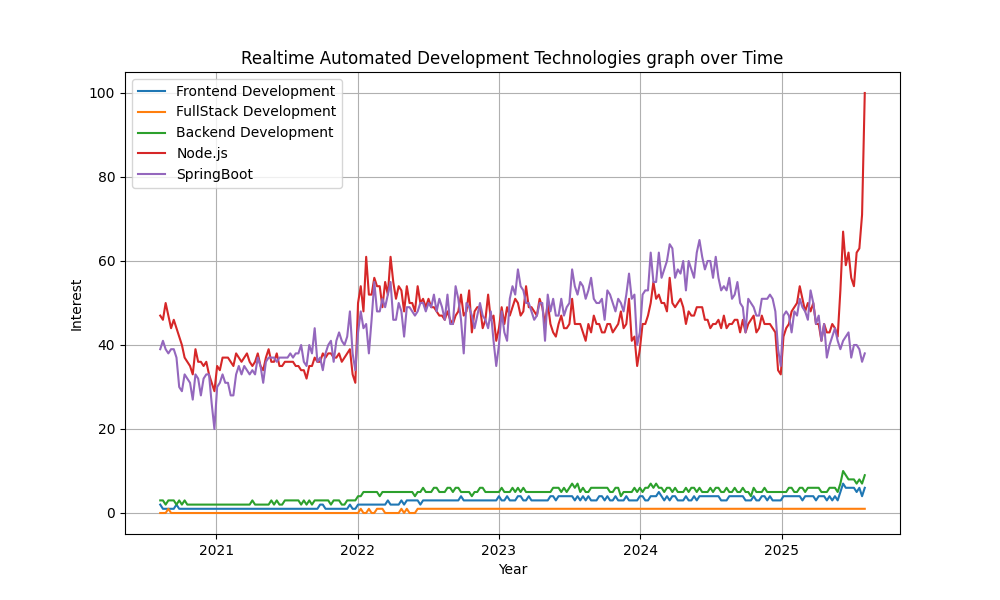 Realtime Automated Development Technologies graph over Time
Frontend Development
FullStack Development
Backend Development
Node.js
SpringBoot
100
80
60
40
20
0
Interest
2021 2022 2023 2024 2025
Year